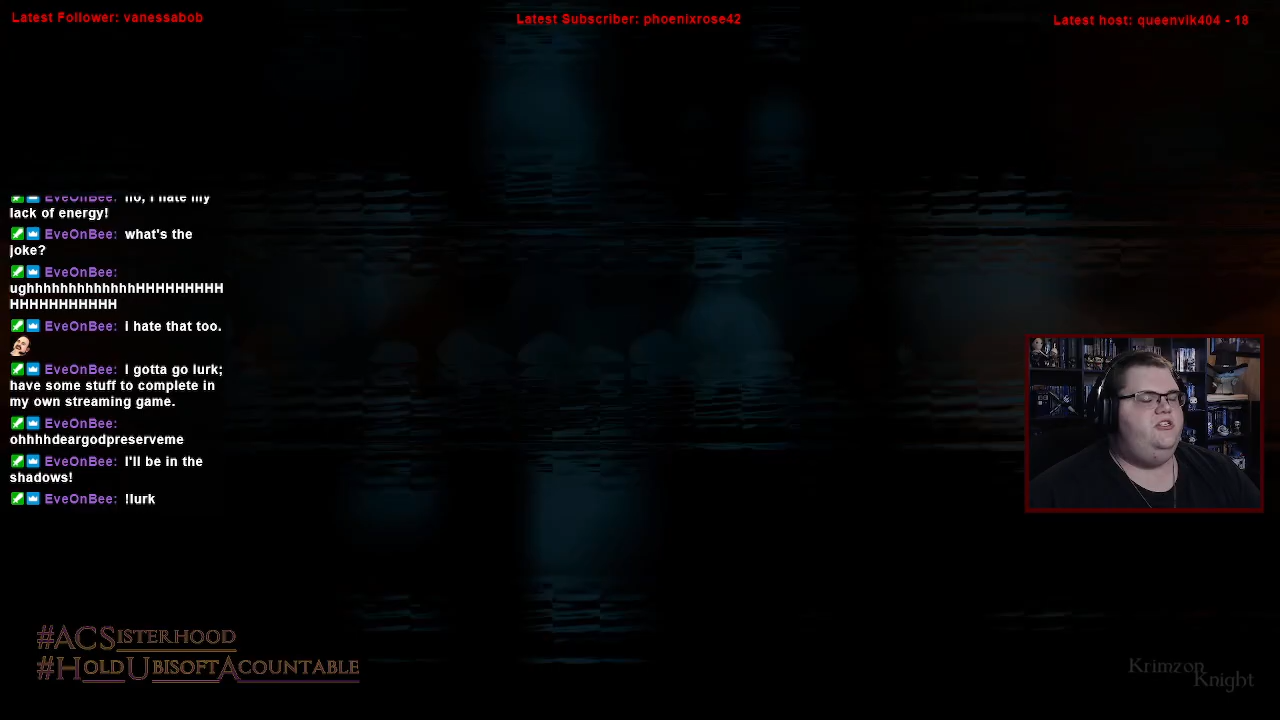 Latest Follower: vanessabob
Latest Subscriber: phoenixrose42
Latest host: queenvik404 - 18
EveOnBee: no, I hate my
lack of energy!
EveOnBee: what's the
joke?
EveOnBee:
ughhhhhhhhhhhhHHHHHHHHH
HHHHHHHHHHH
EveOnBee: I hate that too.
EveOnBee: I gotta go lurk;
have some stuff to complete in
my own streaming game.
EveOnBee:
ohhhhdeargodpreserveme
EveOnBee: I'll be in the
shadows!
EveOnBee: !lurk
#ACSisterhood
#HoldUbisoftAcountable
Krimzon
Knight